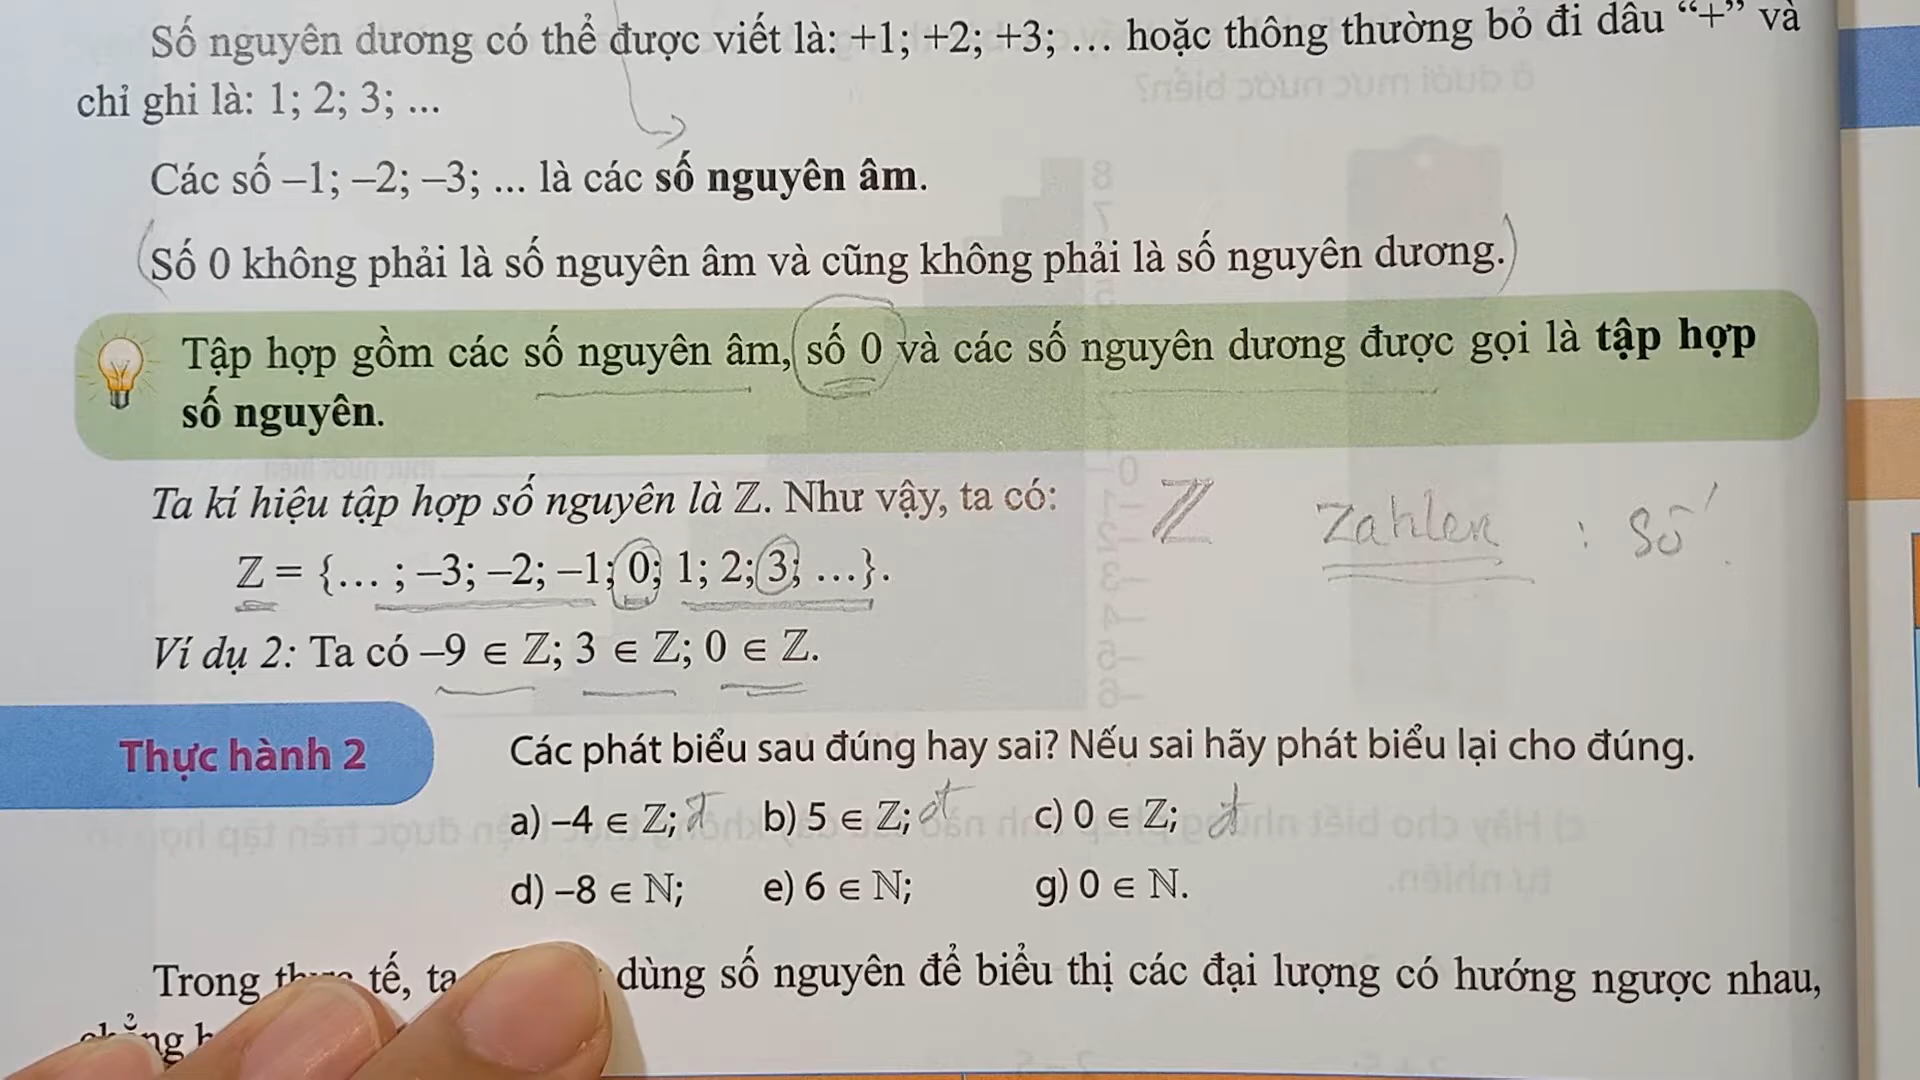 Số nguyên dương có thể được viết là: +1; +2; +3; … hoặc thông thường bỏ đi dấu “+” và
chỉ ghi là: 1; 2; 3; ...
Các số –1; –2; –3; ... là các số nguyên âm.
(Số 0 không phải là số nguyên âm và cũng không phải là số nguyên dương.)
Tập hợp gồm các số nguyên âm, số 0 và các số nguyên dương được gọi là tập hợp
số nguyên.
Ta kí hiệu tập hợp số nguyên là ℤ. Như vậy, ta có: ℤ Zahlen : Số
ℤ = {… ; –3; –2; –1; 0; 1; 2; 3; …}.
Ví dụ 2: Ta có –9 ∈ ℤ; 3 ∈ ℤ; 0 ∈ ℤ.
Thực hành 2 Các phát biểu sau đúng hay sai? Nếu sai hãy phát biểu lại cho đúng.
a) –4 ∈ ℤ; đ b) 5 ∈ ℤ; đ c) 0 ∈ ℤ; đ
d) –8 ∈ ℕ; e) 6 ∈ ℕ; g) 0 ∈ ℕ.
Trong tế, ta dùng số nguyên để biểu thị các đại lượng có hướng ngược nhau,